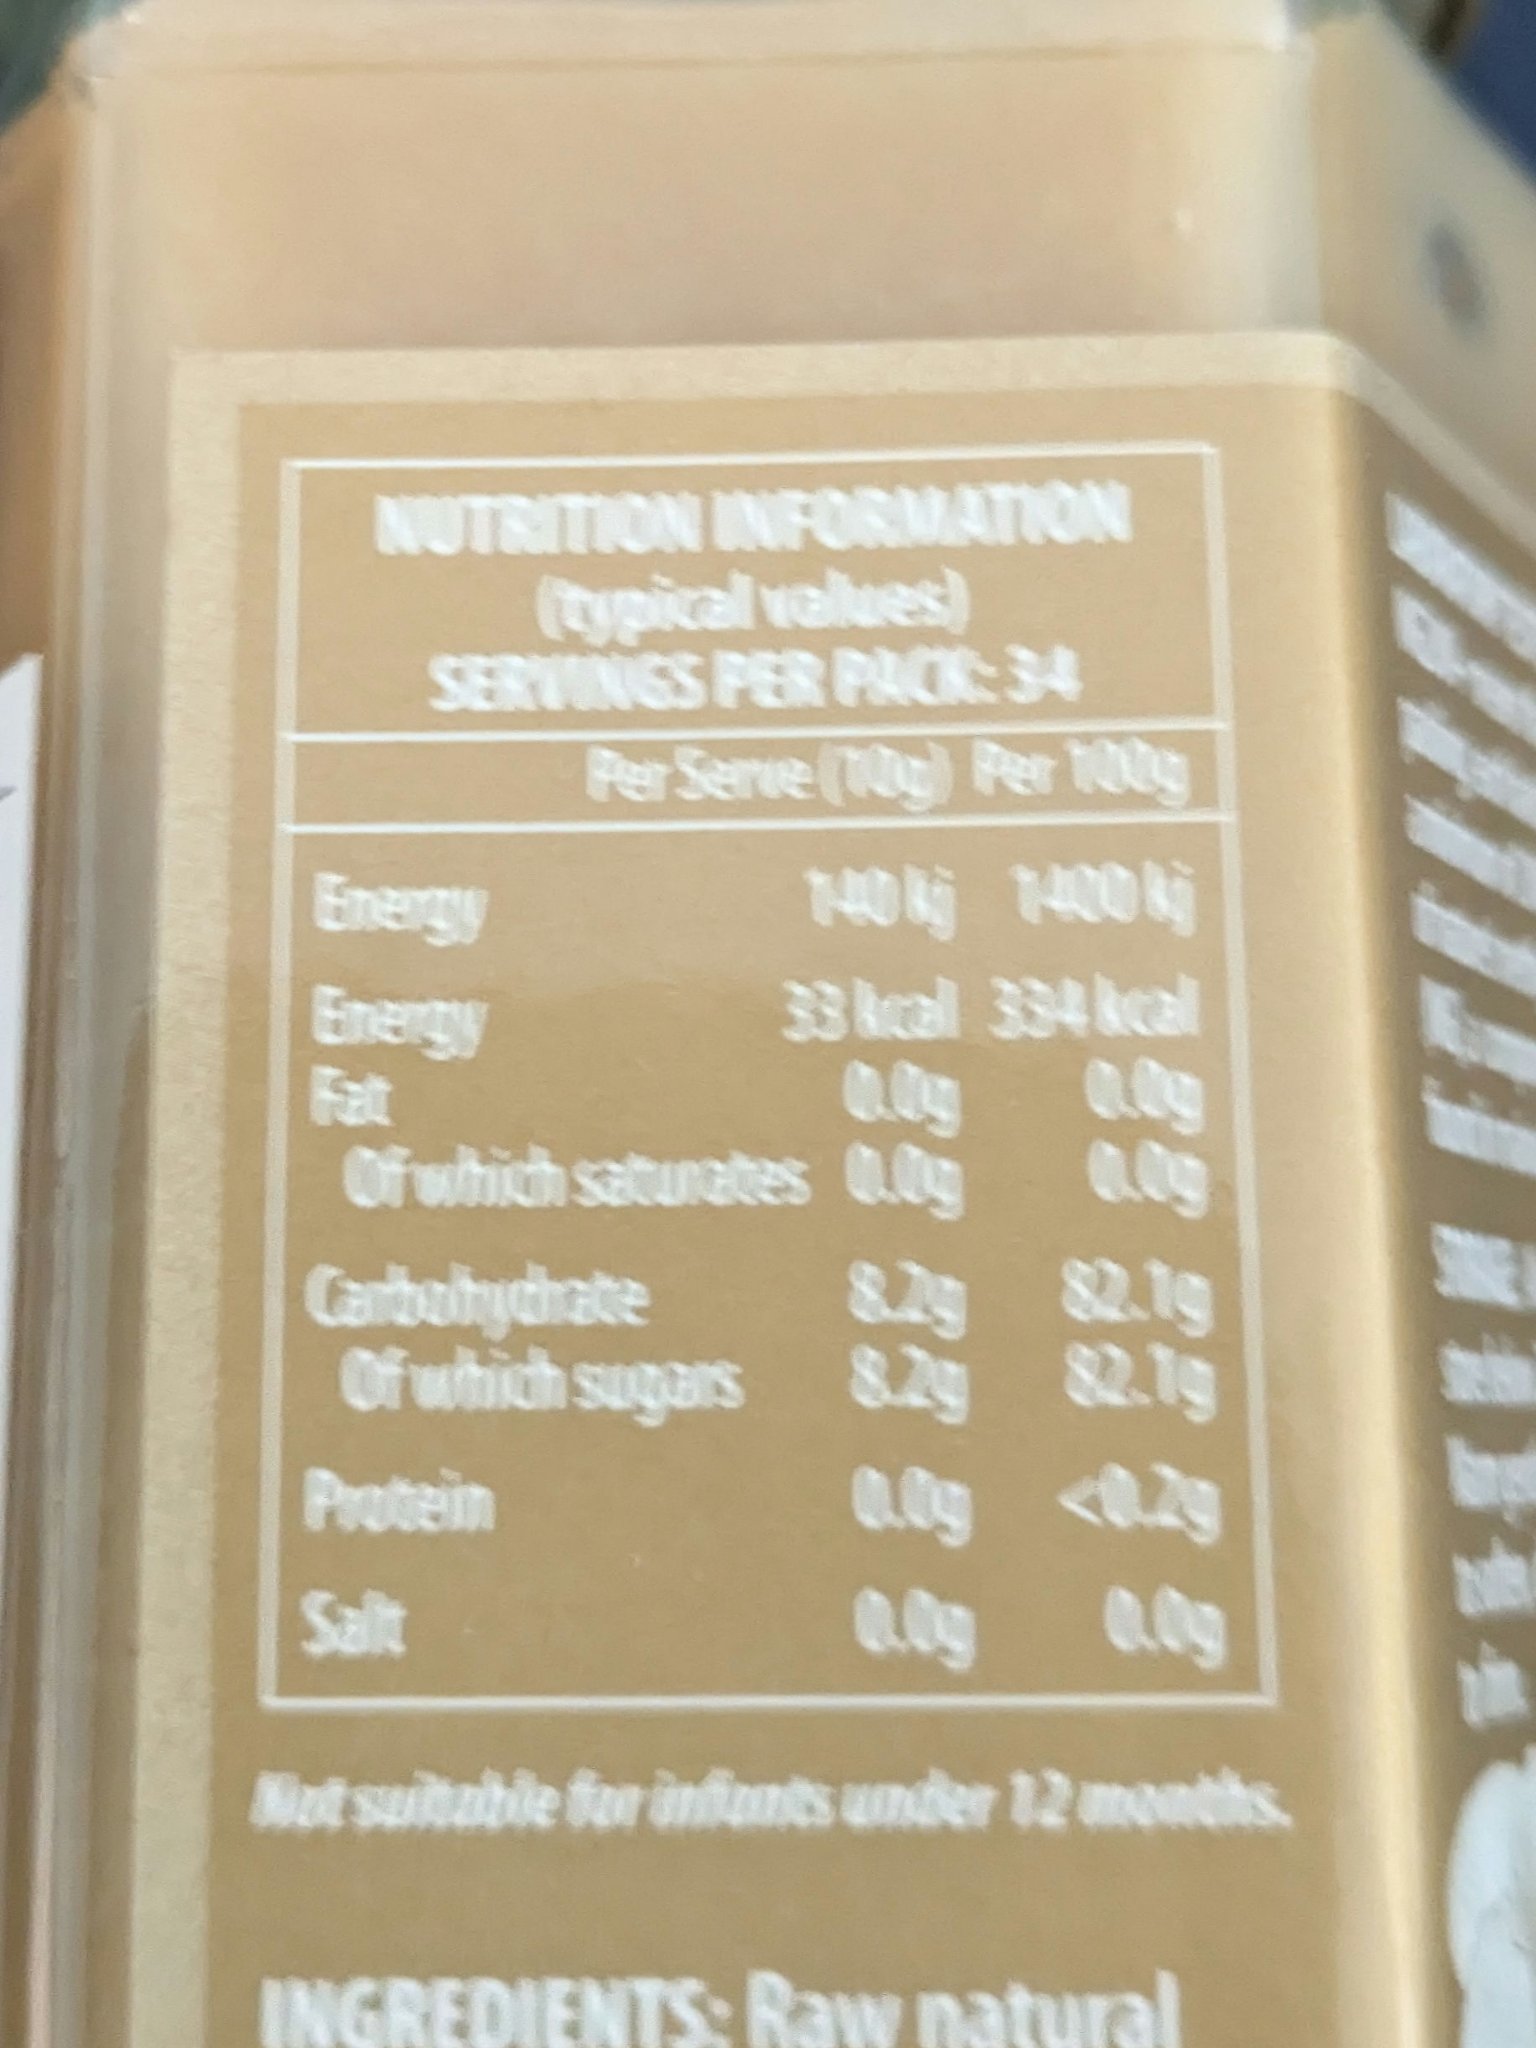 NUTRITION INFORMATION
(typical values)
SERVINGS PER PACK: 34
Per Serve (10g) Per 100g
Energy 140 kj 1400 kj
Energy 33 kcal 334 kcal
Fat 0.0g 0.0g
Of which saturates 0.0g 0.0g
Carbohydrate 8.2g 82.1g
Of which sugars 8.2g 82.1g
Protein 0.0g <0.2g
Salt 0.0g 0.0g
Not suitable for infants under 12 months.
INGREDIENTS: Raw natural